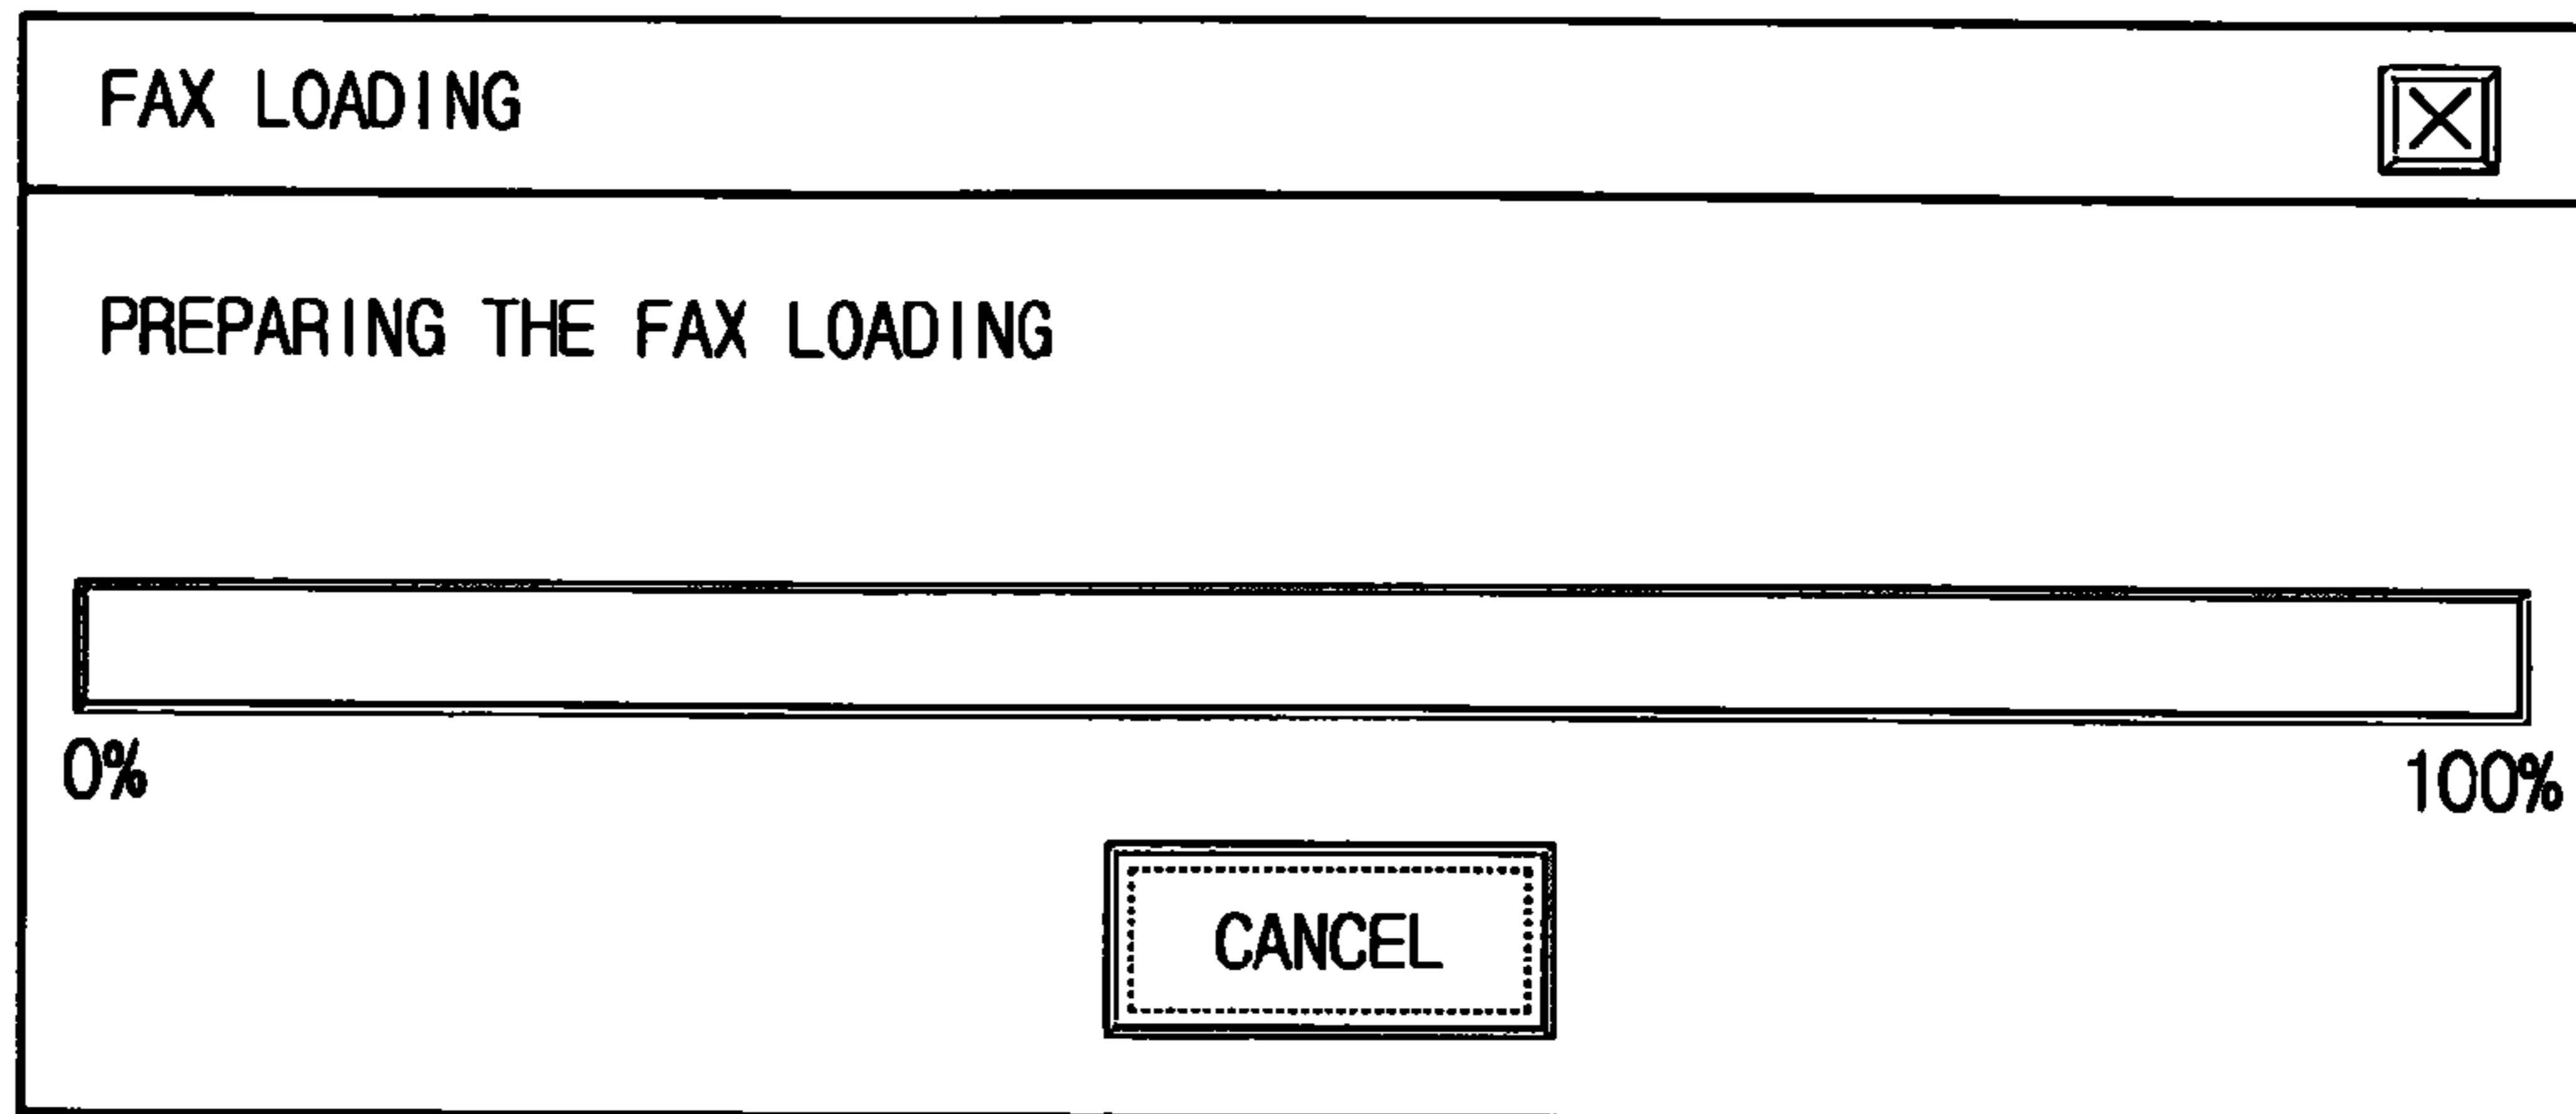 FAX LOADING
PREPARING THE FAX LOADING
0% 100%
CANCEL